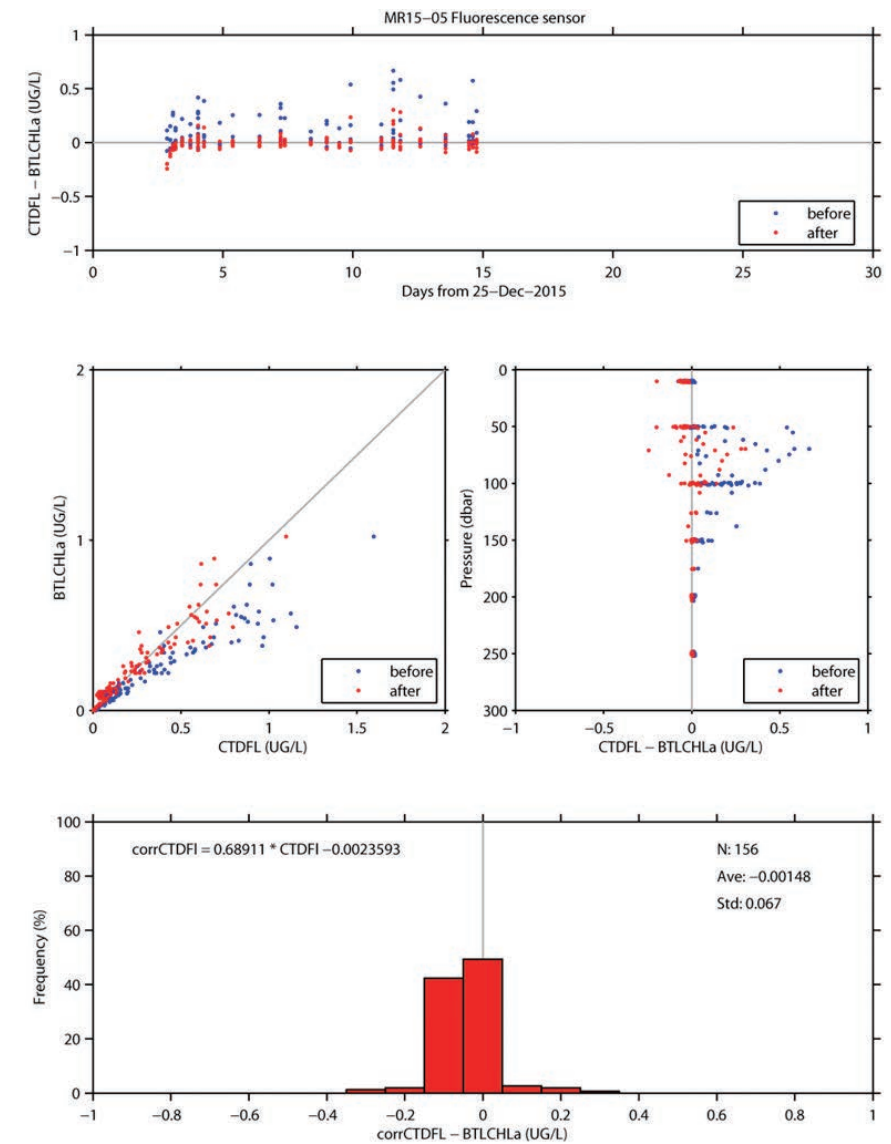 MR15−05 Fluorescence sensor
1
0.5
0
−0.5
−1
CTDFL − BTLCHLa (UG/L)
before
after
0 5 10 15 20 25 30
Days from 25−Dec−2015
2
1
0
BTLCHLa (UG/L)
before
after
0 0.5 1 1.5 2
CTDFL (UG/L)
0
50
100
150
200
250
300
Pressure (dbar)
before
after
−1 −0.5 0 0.5 1
CTDFL − BTLCHLa (UG/L)
100
80
60
40
20
0
Frequency (%)
corrCTDFl = 0.68911 * CTDFl −0.0023593
N: 156
Ave: −0.00148
Std: 0.067
−1 −0.8 −0.6 −0.4 −0.2 0 0.2 0.4 0.6 0.8 1
corrCTDFL − BTLCHLa (UG/L)